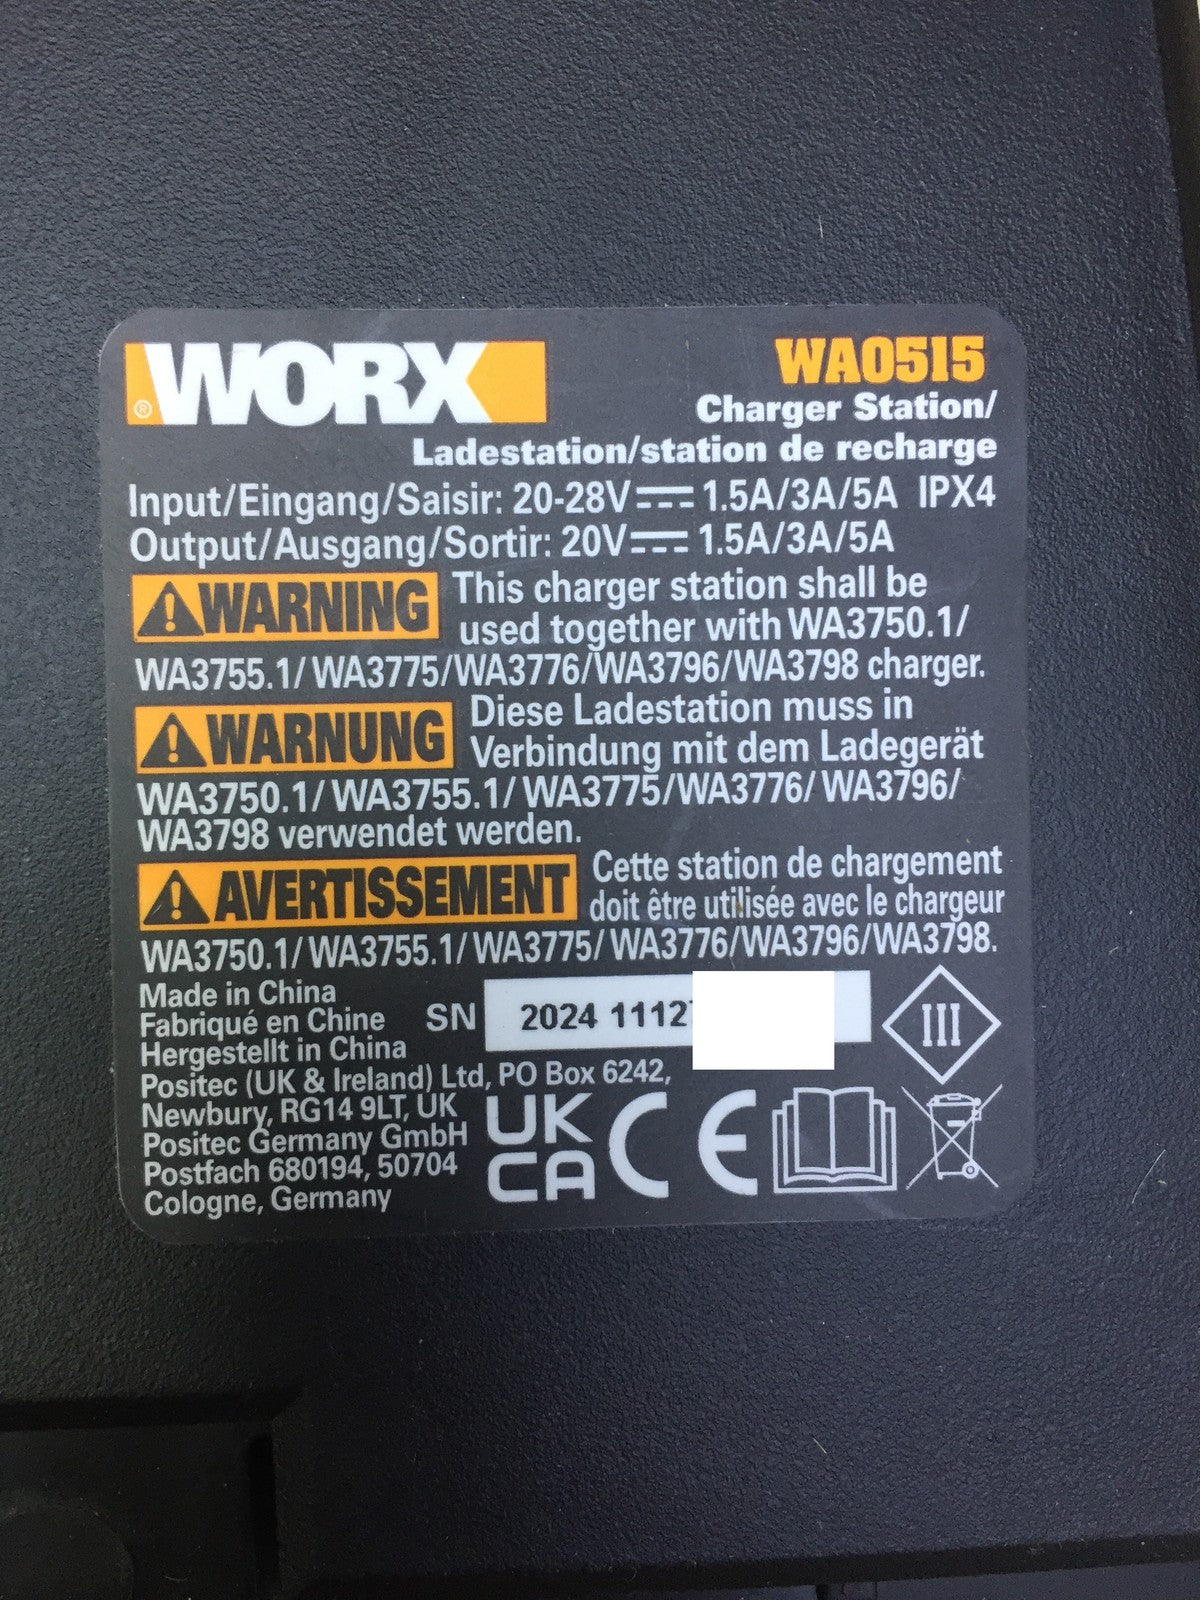 WORX®
WA0515
Charger Station/
Ladestation/station de recharge
Input/Eingang/Saisir: 20-28V⎓1.5A/3A/5A IPX4
Output/Ausgang/Sortir: 20V⎓1.5A/3A/5A
WARNING This charger station shall be
used together with WA3750.1/
WA3755.1/ WA3775/WA3776/WA3796/WA3798 charger.
WARNUNG Diese Ladestation muss in
Verbindung mit dem Ladegerät
WA3750.1/ WA3755.1/ WA3775/WA3776/ WA3796/
WA3798 verwendet werden.
AVERTISSEMENT Cette station de chargement
doit être utilisée avec le chargeur
WA3750.1/ WA3755.1/ WA3775/ WA3776/WA3796/WA3798.
Made in China
Fabriqué en Chine
Hergestellt in China
SN 2024 1112
III
Positec (UK & Ireland) Ltd, PO Box 6242,
Newbury, RG14 9LT, UK
Positec Germany GmbH
Postfach 680194, 50704
Cologne, Germany
UK
CA
CE